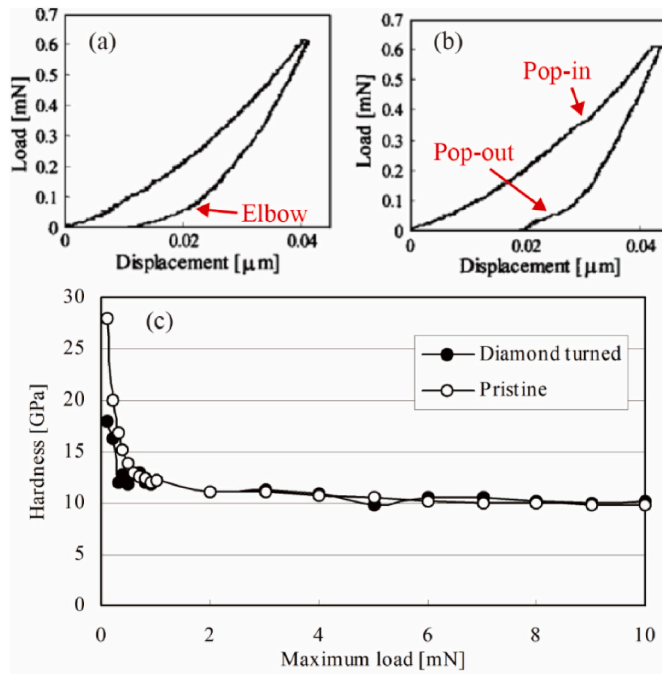 (a)
Load [mN]
0.7
0.6
0.5
0.4
0.3
0.2
0.1
0
Elbow
0
0.02
0.04
Displacement [μm]
(b)
Load [mN]
0.7
0.6
0.5
0.4
0.3
0.2
0.1
0
Pop-in
Pop-out
0
0.02
0.04
Displacement [μm]
(c)
Hardness [GPa]
30
25
20
15
10
5
0
Diamond turned
Pristine
0 2 4 6 8 10
Maximum load [mN]